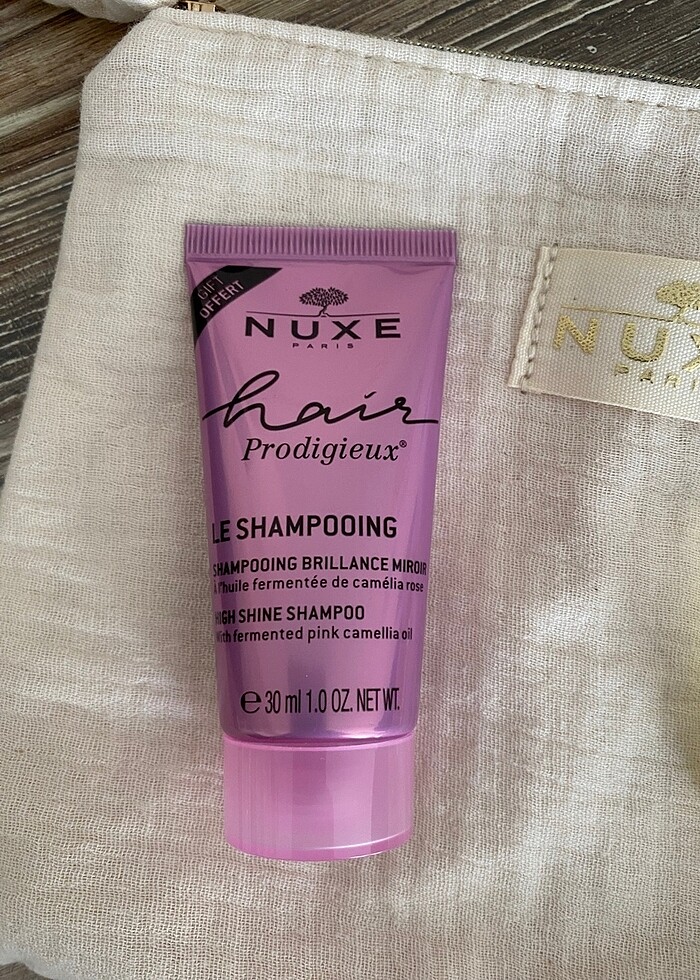 GIFT
OFFERT
NUXE
PARIS
hair
Prodigieux®
LE SHAMPOOING
SHAMPOOING BRILLANCE MIROIR
À l'huile fermentée de camélia rose
HIGH SHINE SHAMPOO
With fermented pink camellia oil
℮ 30 ml 1.0 OZ. NET WT.
NUX
PAR